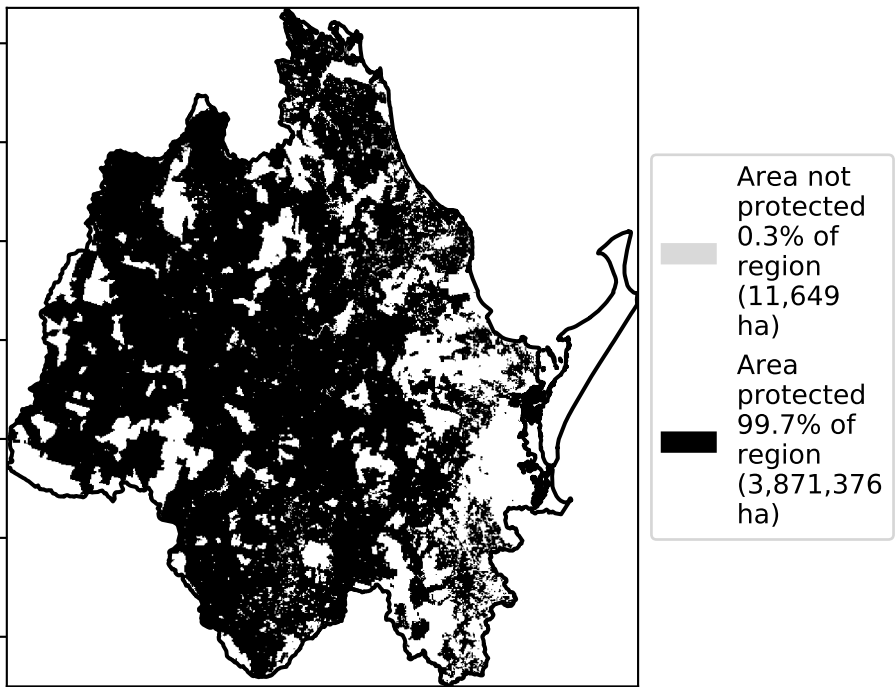 Area not
protected
0.3% of
region
(11,649
ha)
Area
protected
99.7% of
region
(3,871,376
ha)